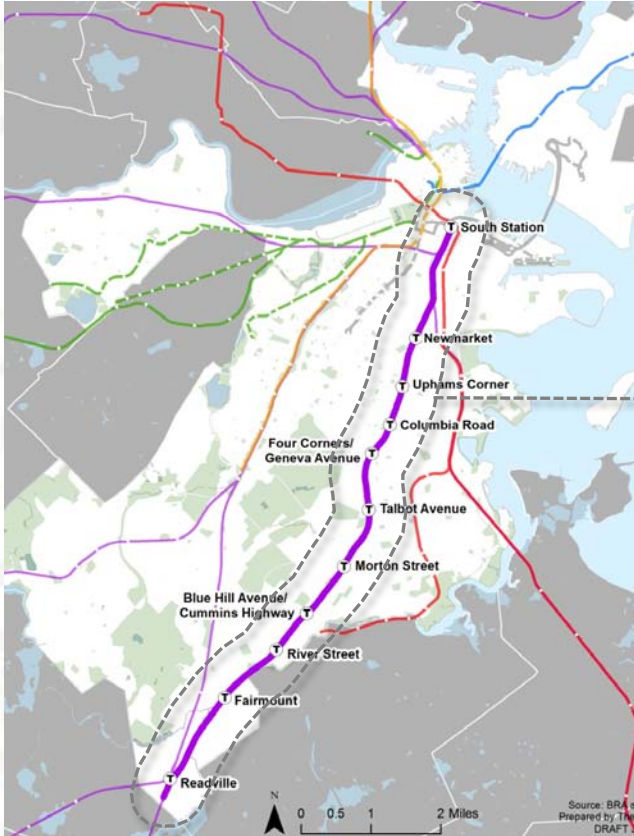 T South Station
T Newmarket
T Uphams Corner
T Columbia Road
Four Corners/
Geneva Avenue T
T Talbot Avenue
T Morton Street
Blue Hill Avenue/
Cummins Highway T
T River Street
T Fairmount
T Readville
N
0 0.5 1 2 Miles
Source: BRA
Prepared by
DRAFT